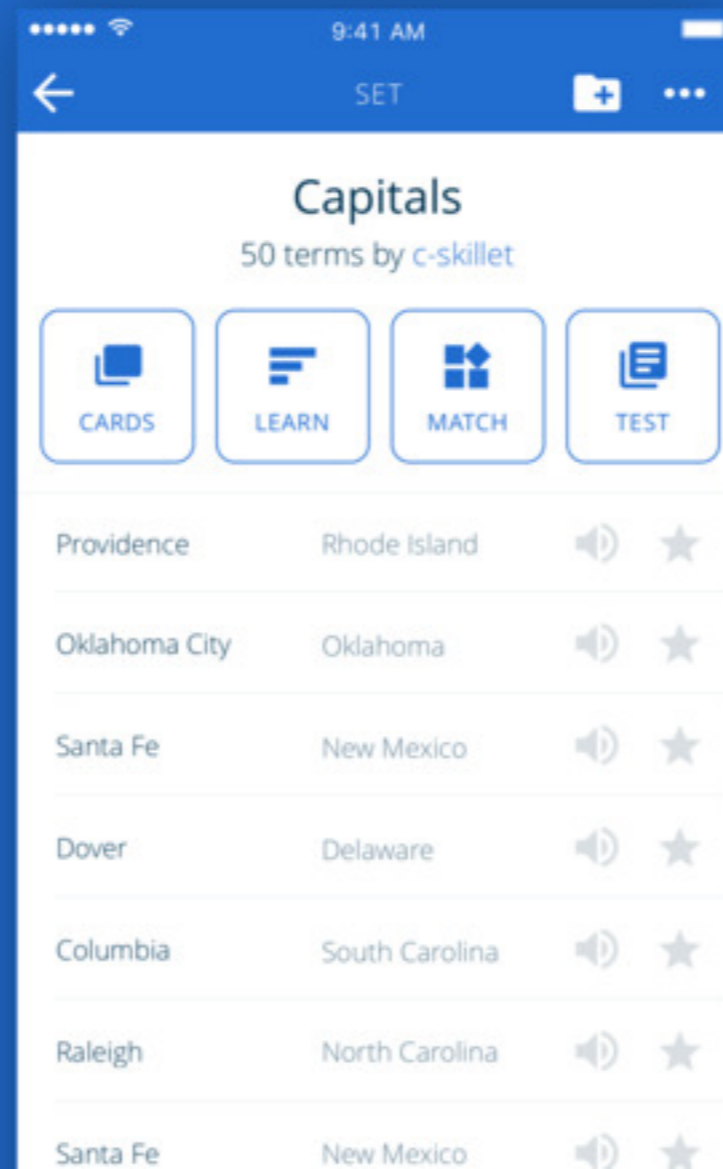 9:41 AM
SET
Capitals
50 terms by c-skillet
CARDS LEARN MATCH TEST
Providence Rhode Island
Oklahoma City Oklahoma
Santa Fe New Mexico
Dover Delaware
Columbia South Carolina
Raleigh North Carolina
Santa Fe New Mexico